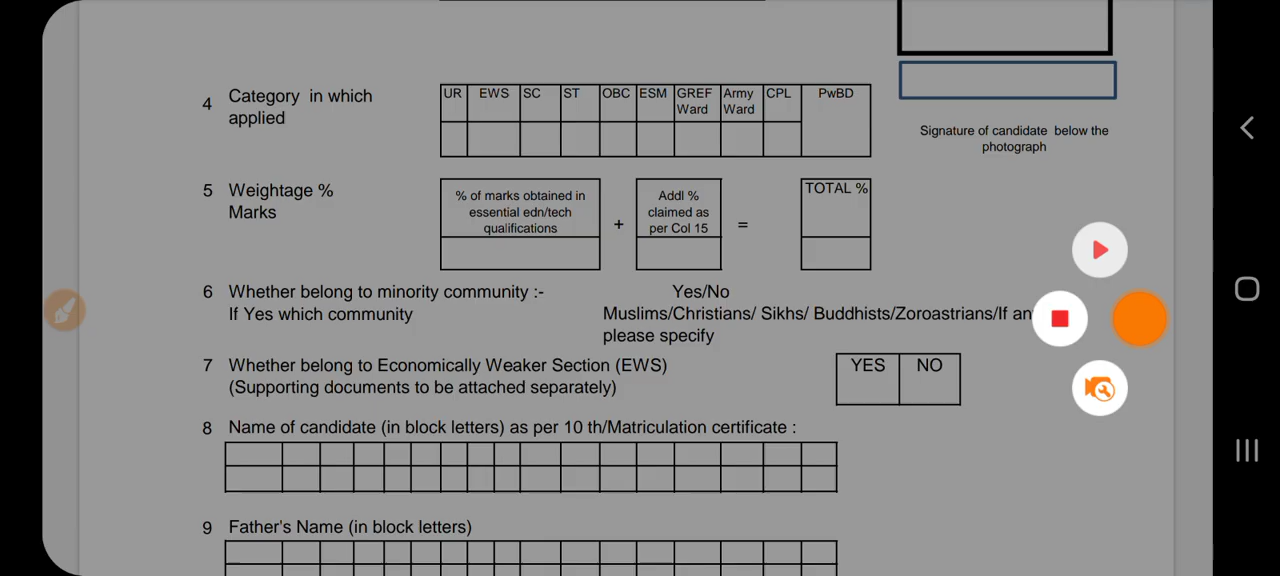 4 Category in which applied
UR EWS SC ST OBC ESM GREF Ward Army Ward CPL PwBD
Signature of candidate below the
photograph
5 Weightage %
Marks
% of marks obtained in
essential edn/tech
qualifications
+
Addl %
claimed as
per Col 15
=
TOTAL %
6 Whether belong to minority community :- Yes/No
If Yes which community Muslims/Christians/ Sikhs/ Buddhists/Zoroastrians/If
please specify
7 Whether belong to Economically Weaker Section (EWS) YES NO
(Supporting documents to be attached separately)
8 Name of candidate (in block letters) as per 10 th/Matriculation certificate :
9 Father's Name (in block letters)